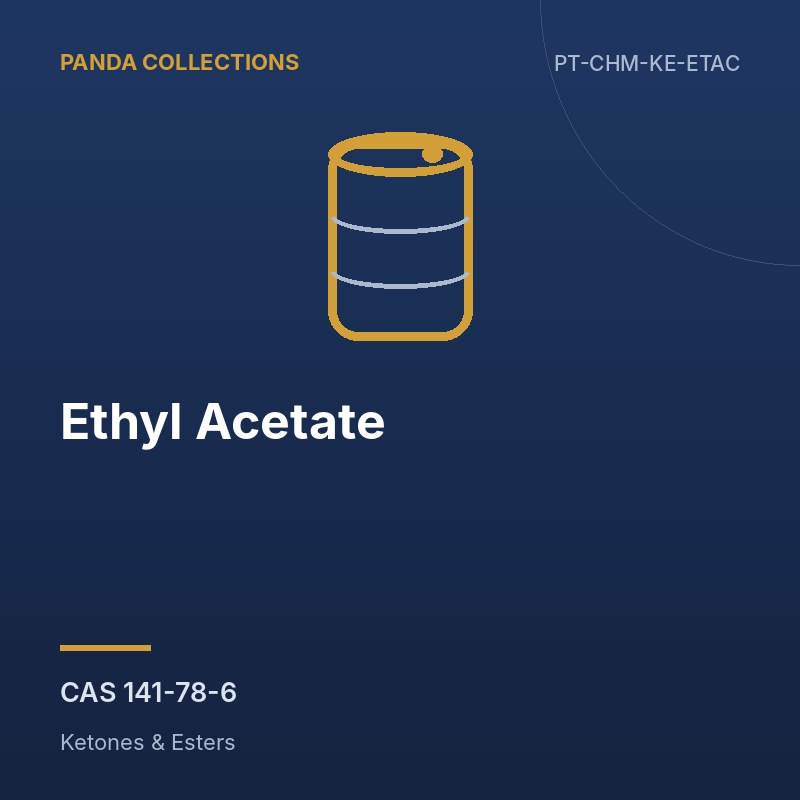 PANDA COLLECTIONS
PT-CHM-KE-ETAC
Ethyl Acetate
CAS 141-78-6
Ketones & Esters